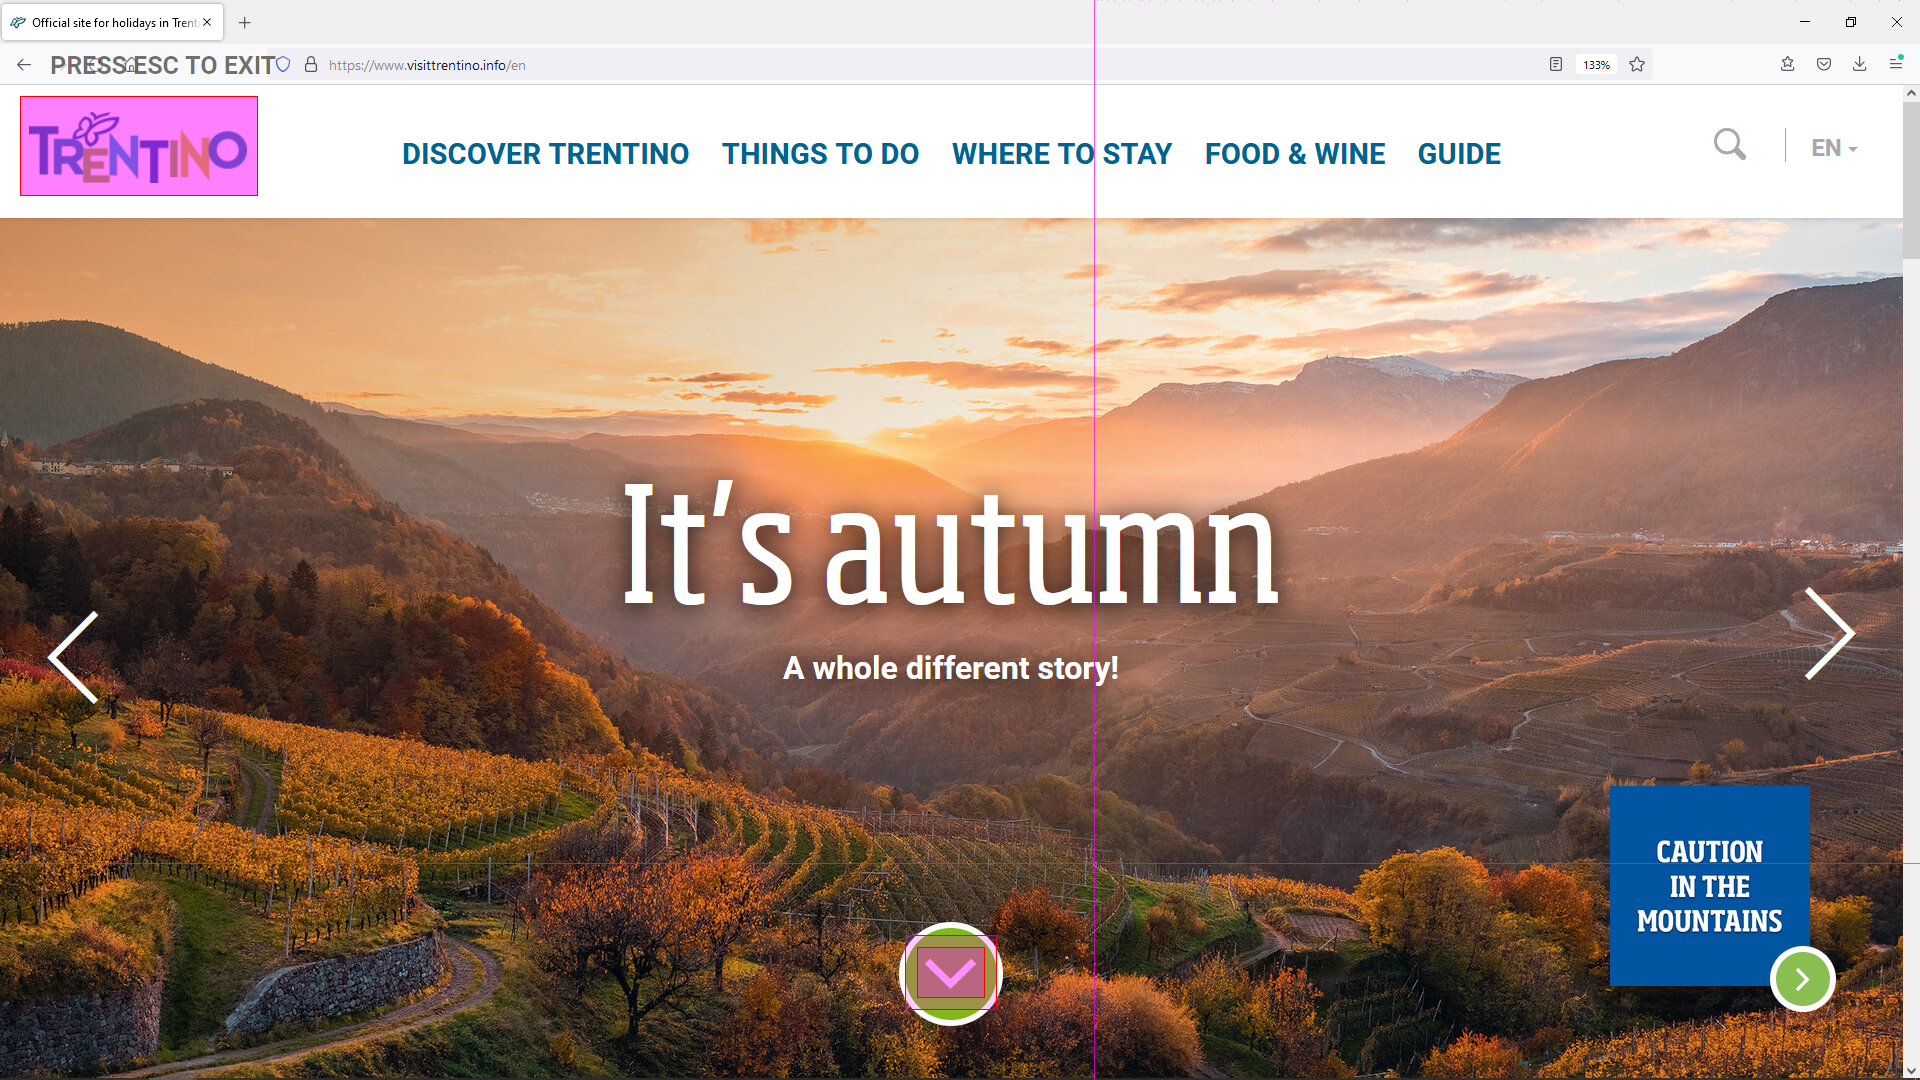 Official site for holidays in Trent
PRESS ESC TO EXIT
https://www.visittrentino.info/en
133%
TRENTINO
DISCOVER TRENTINO THINGS TO DO WHERE TO STAY FOOD & WINE GUIDE
EN
It's autumn
A whole different story!
CAUTION
IN THE
MOUNTAINS